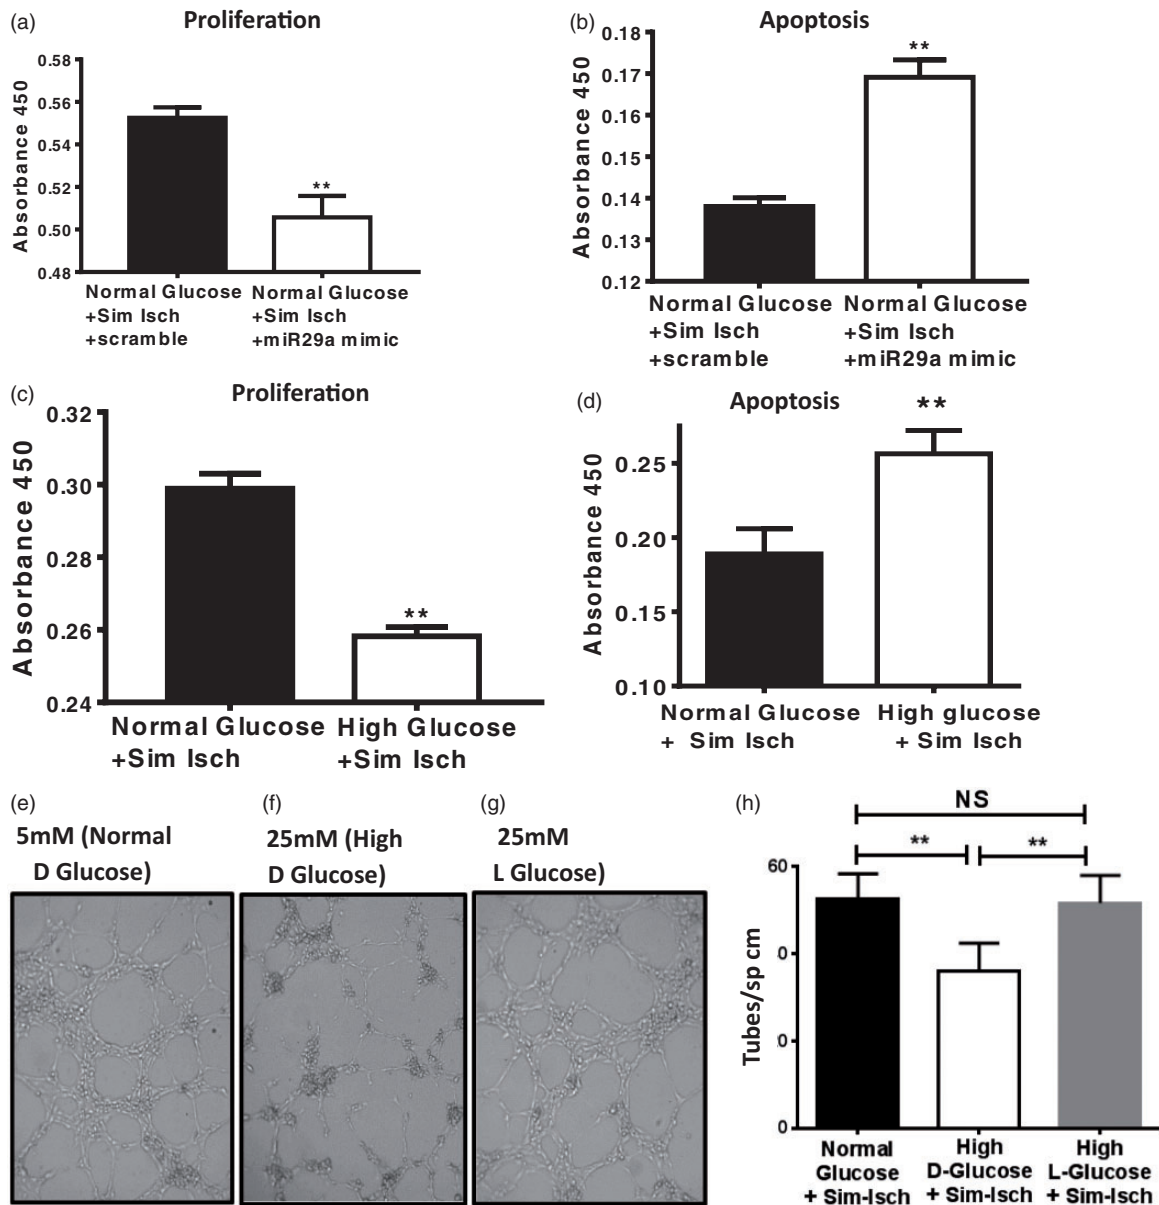 (a)
Proliferation
Absorbance 450
0.58
0.56
0.54
0.52
0.50
0.48
**
Normal Glucose
+Sim Isch
+scramble
Normal Glucose
+Sim Isch
+miR29a mimic
(b)
Apoptosis
Absorbance 450
0.18
0.17
0.16
0.15
0.14
0.13
0.12
**
Normal Glucose
+Sim Isch
+scramble
Normal Glucose
+Sim Isch
+miR29a mimic
(c)
Proliferation
Absorbance 450
0.32
0.30
0.28
0.26
0.24
**
Normal Glucose
+Sim Isch
High Glucose
+Sim Isch
(d)
Apoptosis
Absorbance 450
0.25
0.20
0.15
0.10
**
Normal Glucose
+ Sim Isch
High glucose
+ Sim Isch
(e)
5mM (Normal
D Glucose)
(f)
25mM (High
D Glucose)
(g)
25mM
L Glucose)
(h)
NS
**
**
Tubes/sp cm
60
0
Normal
Glucose
+ Sim-Isch
High
D-Glucose
+ Sim-Isch
High
L-Glucose
+ Sim-Isch